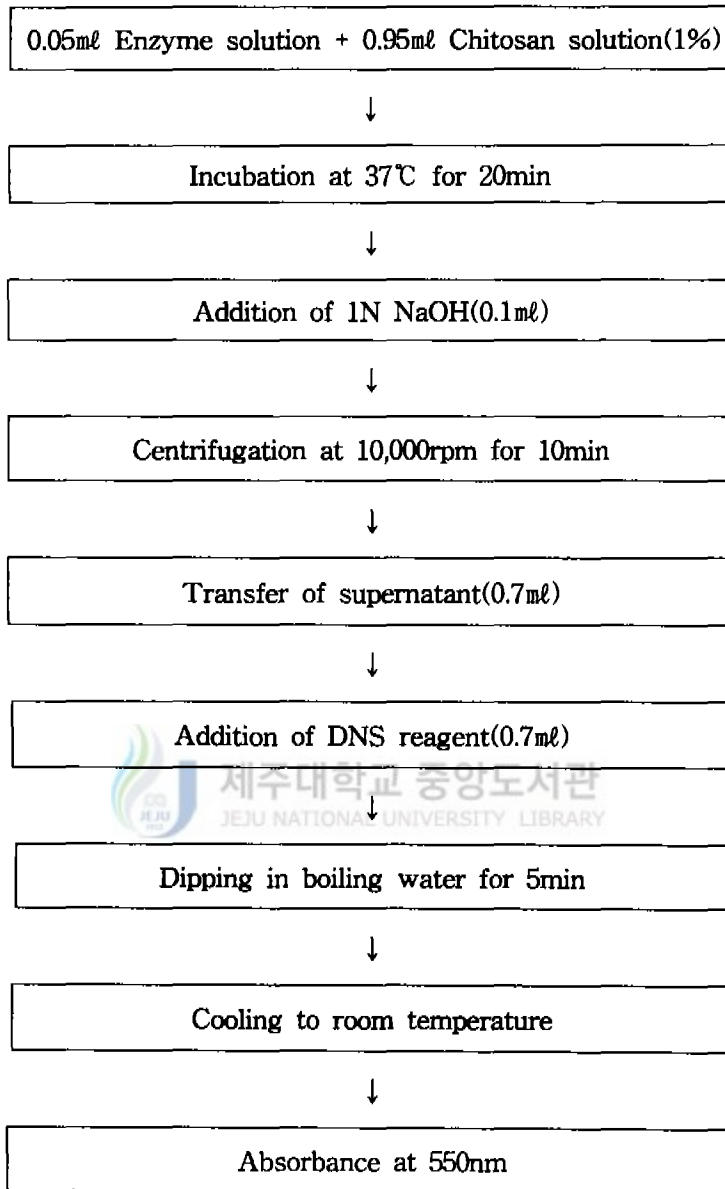 0.05㎖ Enzyme solution + 0.95㎖ Chitosan solution(1%)
↓
Incubation at 37℃ for 20min
↓
Addition of 1N NaOH(0.1㎖)
↓
Centrifugation at 10,000rpm for 10min
↓
Transfer of supernatant(0.7㎖)
↓
Addition of DNS reagent(0.7㎖)
제주대학교 중앙도서관
JEJU NATIONAL UNIVERSITY LIBRARY
JEJU
1952
↓
Dipping in boiling water for 5min
↓
Cooling to room temperature
↓
Absorbance at 550nm